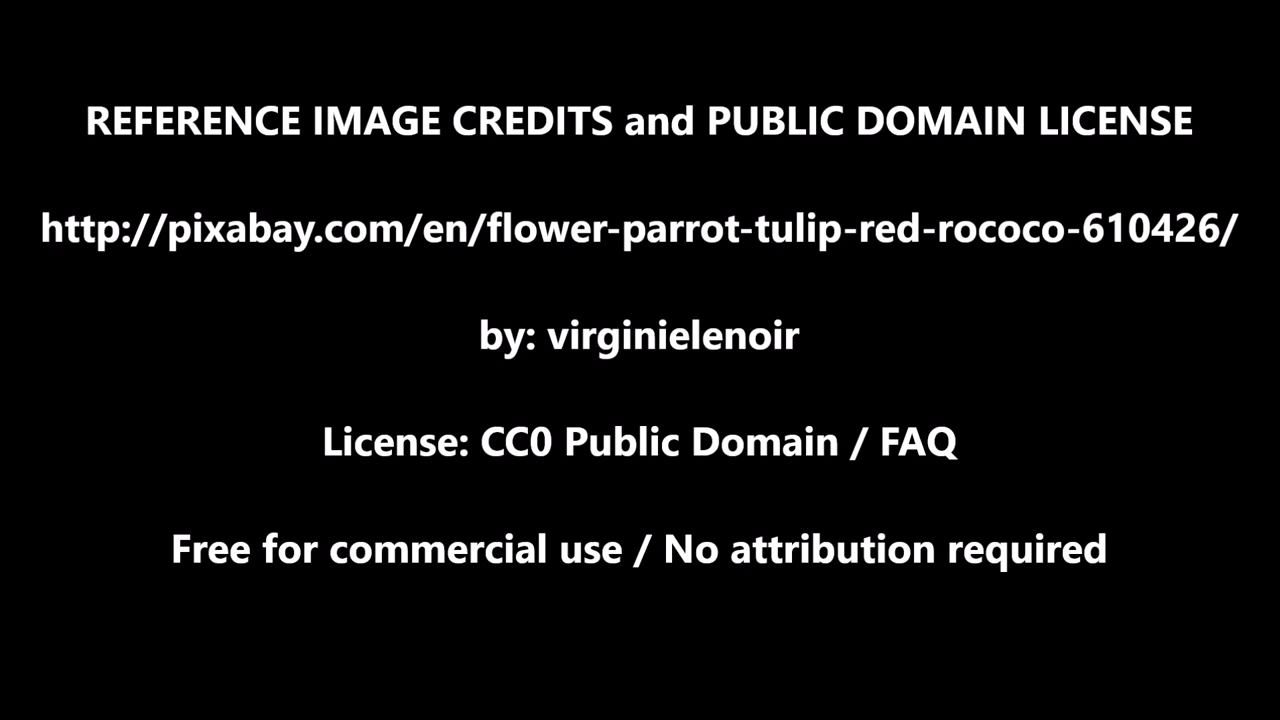 REFERENCE IMAGE CREDITS and PUBLIC DOMAIN LICENSE
http://pixabay.com/en/flower-parrot-tulip-red-rococo-610426/
by: virginielenoir
License: CC0 Public Domain / FAQ
Free for commercial use / No attribution required